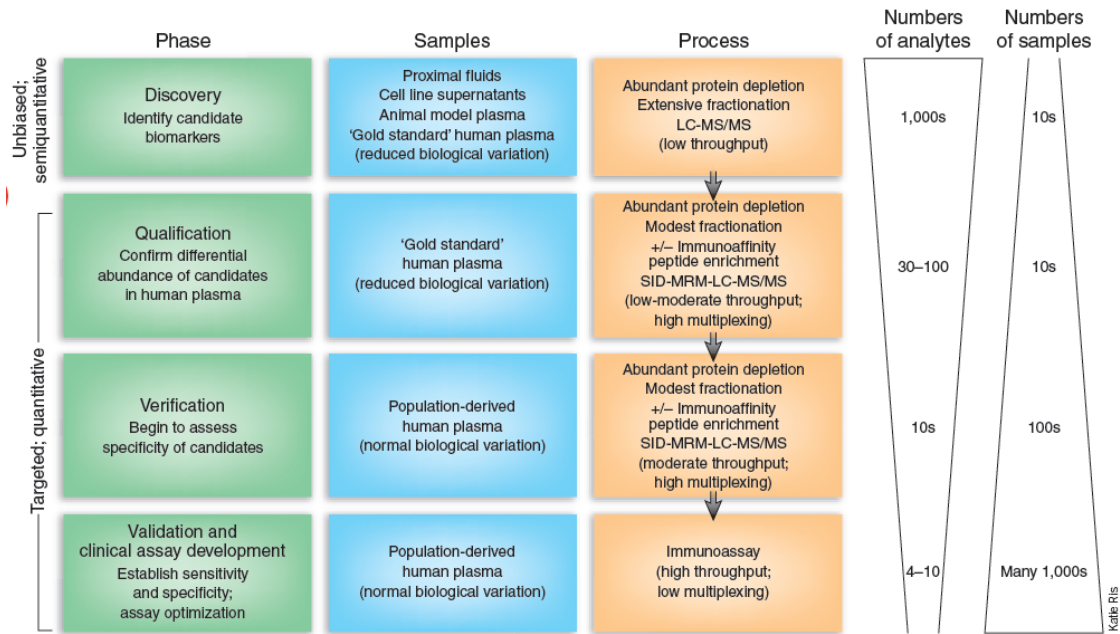 Phase
Samples
Process
Numbers
of analytes
Numbers
of samples
Unbiased;
semiquantitative
Discovery
Identify candidate
biomarkers
Proximal fluids
Cell line supernatants
Animal model plasma
‘Gold standard’ human plasma
(reduced biological variation)
Abundant protein depletion
Extensive fractionation
LC-MS/MS
(low throughput)
1,000s
10s
Targeted; quantitative
Qualification
Confirm differential
abundance of candidates
in human plasma
‘Gold standard’
human plasma
(reduced biological variation)
Abundant protein depletion
Modest fractionation
+/– Immunoaffinity
peptide enrichment
SID-MRM-LC-MS/MS
(low-moderate throughput;
high multiplexing)
30–100
10s
Verification
Begin to assess
specificity of candidates
Population-derived
human plasma
(normal biological variation)
Abundant protein depletion
Modest fractionation
+/– Immunoaffinity
peptide enrichment
SID-MRM-LC-MS/MS
(moderate throughput;
high multiplexing)
10s
100s
Validation and
clinical assay development
Establish sensitivity
and specificity;
assay optimization
Population-derived
human plasma
(normal biological variation)
Immunoassay
(high throughput;
low multiplexing)
4–10
Many 1,000s
Katie Ris